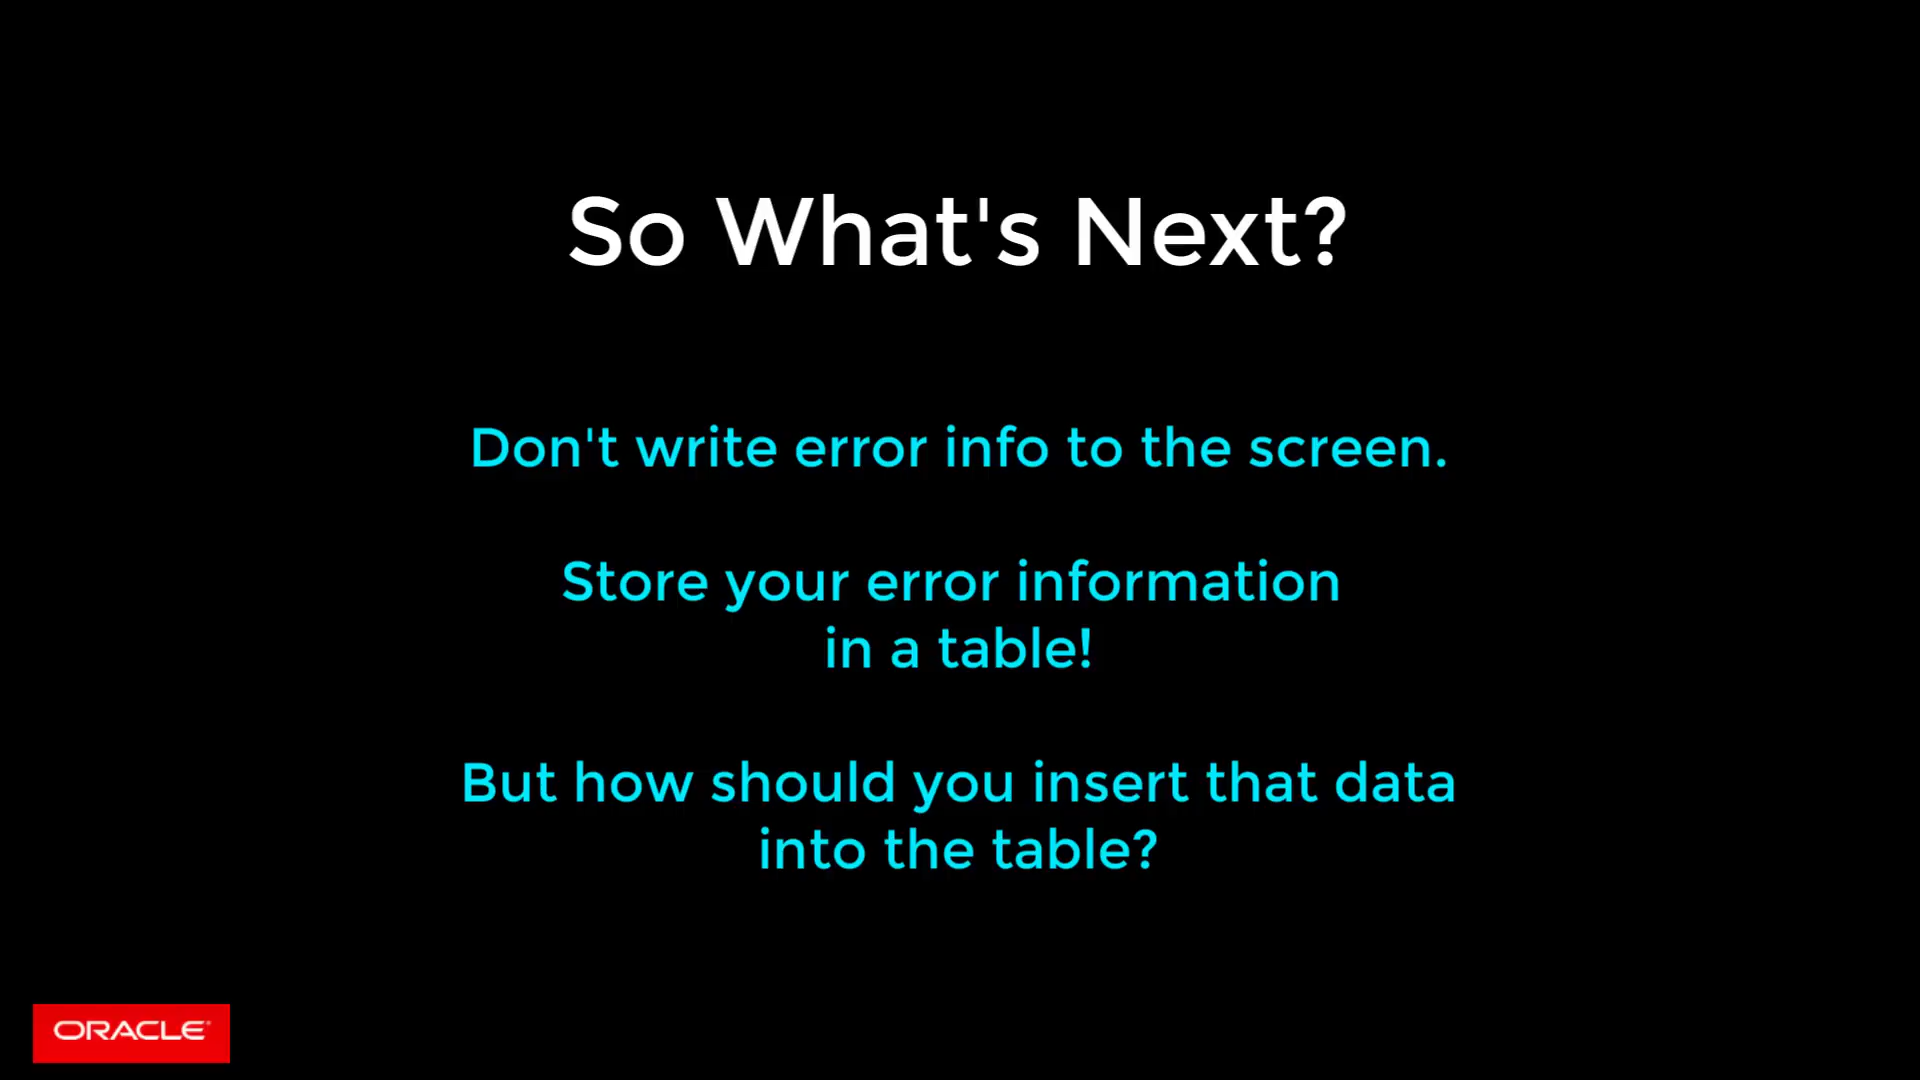 So What's Next?
Don't write error info to the screen.
Store your error information
in a table!
But how should you insert that data
into the table?
ORACLE®